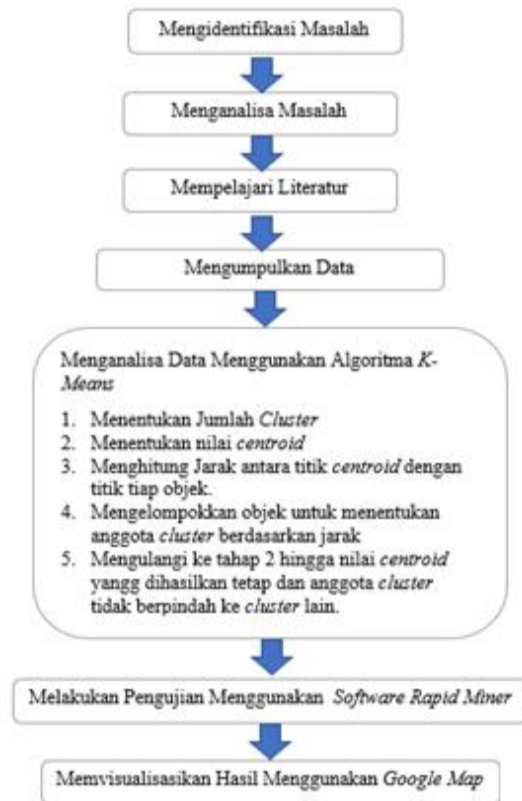 Mengidentifikasi Masalah
Menganalisa Masalah
Mempelajari Literatur
Mengumpulkan Data
Menganalisa Data Menggunakan Algoritma K-
Means
1. Menentukan Jumlah Cluster
2. Menentukan nilai centroid
3. Menghitung Jarak antara titik centroid dengan
titik tiap objek.
4. Mengelompokkan objek untuk menentukan
anggota cluster berdasarkan jarak
5. Mengulangi ke tahap 2 hingga nilai centroid
yangg dihasilkan tetap dan anggota cluster
tidak berpindah ke cluster lain.
Melakukan Pengujian Menggunakan Software Rapid Miner
Memvisualisasikan Hasil Menggunakan Google Map